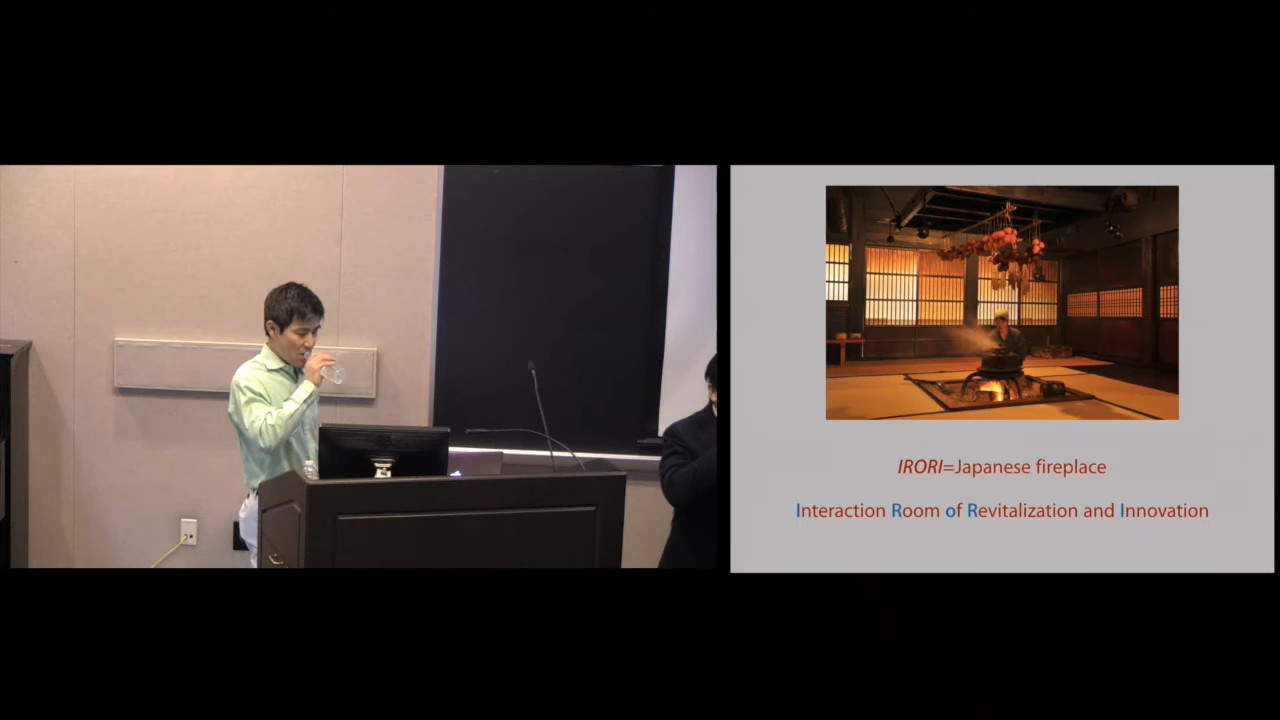 IRORI=Japanese fireplace
Interaction Room of Revitalization and Innovation